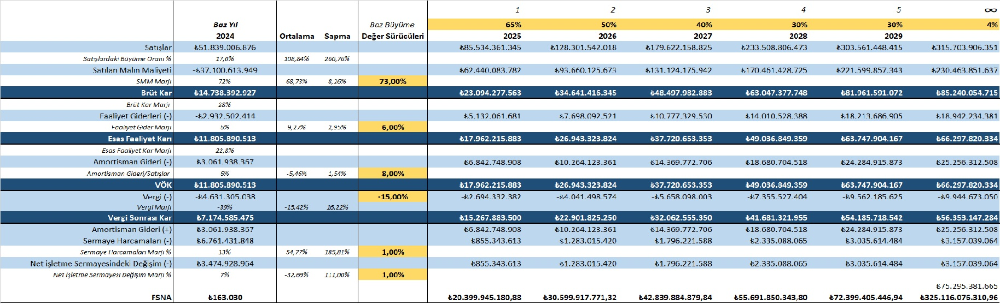 1 2 3 4 5 ∞
Baz Yıl Baz Büyüme 65% 50% 40% 30% 30% 4%
2024 Ortalama Sapma Değer Sürücüleri 2025 2026 2027 2028 2029
Satışlar ₺51.839.006.876 ₺85.534.361.345 ₺128.301.542.018 ₺179.622.158.825 ₺233.508.806.473 ₺303.561.448.415 ₺315.703.906.351
Satışlardaki Büyüme Oranı % 17,0% 108,84% 266,76%
Satılan Malın Maliyeti -₺37.100.613.949 ₺62.440.083.782 ₺93.660.125.673 ₺131.124.175.942 ₺170.461.428.725 ₺221.599.857.343 ₺230.463.851.637
SMM Marjı 72% 68,73% 8,26% 73,00%
Brüt Kar ₺14.738.392.927 ₺23.094.277.563 ₺34.641.416.345 ₺48.497.982.883 ₺63.047.377.748 ₺81.961.591.072 ₺85.240.054.715
Brüt Kar Marjı 28%
Faaliyet Giderleri (-) -₺2.932.502.414 ₺5.132.061.681 ₺7.698.092.521 ₺10.777.329.530 ₺14.010.528.388 ₺18.213.686.905 ₺18.942.234.381
Faaliyet Gider Marjı 6% 9,27% 2,95% 6,00%
Esas Faaliyet Karı ₺11.805.890.513 ₺17.962.215.883 ₺26.943.323.824 ₺37.720.653.353 ₺49.036.849.359 ₺63.747.904.167 ₺66.297.820.334
Esas Faaliyet Kar Marjı 22,8%
Amortisman Gideri (-) ₺3.061.938.367 ₺6.842.748.908 ₺10.264.123.361 ₺14.369.772.706 ₺18.680.704.518 ₺24.284.915.873 ₺25.256.312.508
Amortisman Gideri/Satışlar 6% -5,46% 1,54% 8,00%
VÖK ₺11.805.890.513 ₺17.962.215.883 ₺26.943.323.824 ₺37.720.653.353 ₺49.036.849.359 ₺63.747.904.167 ₺66.297.820.334
Vergi (-) -₺4.631.305.038 -15,00% -₺2.694.332.382 -₺4.041.498.574 -₺5.658.098.003 -₺7.355.527.404 -₺9.562.185.625 -₺9.944.673.050
Vergi Marjı -39% -15,42% 16,22%
Vergi Sonrası Kar ₺7.174.585.475 ₺15.267.883.500 ₺22.901.825.250 ₺32.062.555.350 ₺41.681.321.955 ₺54.185.718.542 ₺56.353.147.284
Amortisman Gideri (+) ₺3.061.938.367 ₺6.842.748.908 ₺10.264.123.361 ₺14.369.772.706 ₺18.680.704.518 ₺24.284.915.873 ₺25.256.312.508
Sermaye Harcamaları (-) ₺6.761.431.848 ₺855.343.613 ₺1.283.015.420 ₺1.796.221.588 ₺2.335.088.065 ₺3.035.614.484 ₺3.157.039.064
Sermaye Harcamaları Marjı % 13% 54,77% 185,81% 1,00%
Net işletme Sermayesindeki Değişim (-) ₺3.474.928.964 ₺855.343.613 ₺1.283.015.420 ₺1.796.221.588 ₺2.335.088.065 ₺3.035.614.484 ₺3.157.039.064
Net İşletme Sermayesi Değişim Marjı % 7% -32,69% 111,00% 1,00%
₺75.295.381.665
FSNA ₺163.030 ₺20.399.945.180,88 ₺30.599.917.771,32 ₺42.839.884.879,84 ₺55.691.850.343,80 ₺72.399.405.446,94 ₺325.116.076.310,96